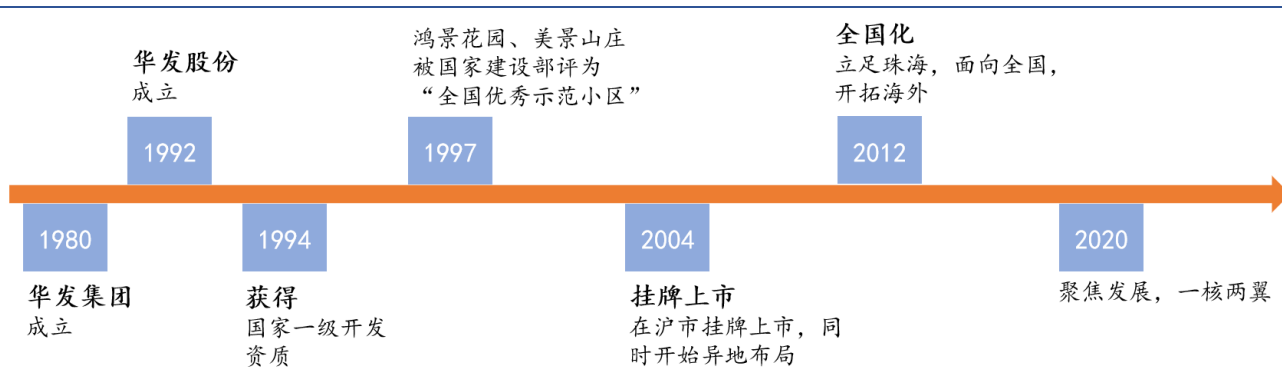 华发股份
成立
鸿景花园、美景山庄
被国家建设部评为
“全国优秀示范小区”
全国化
立足珠海，面向全国，
开拓海外
1992
1997
2012
1980
1994
2004
2020
华发集团
成立
获得
国家一级开发
资质
挂牌上市
在沪市挂牌上市，同
时开始异地布局
聚焦发展，一核两翼